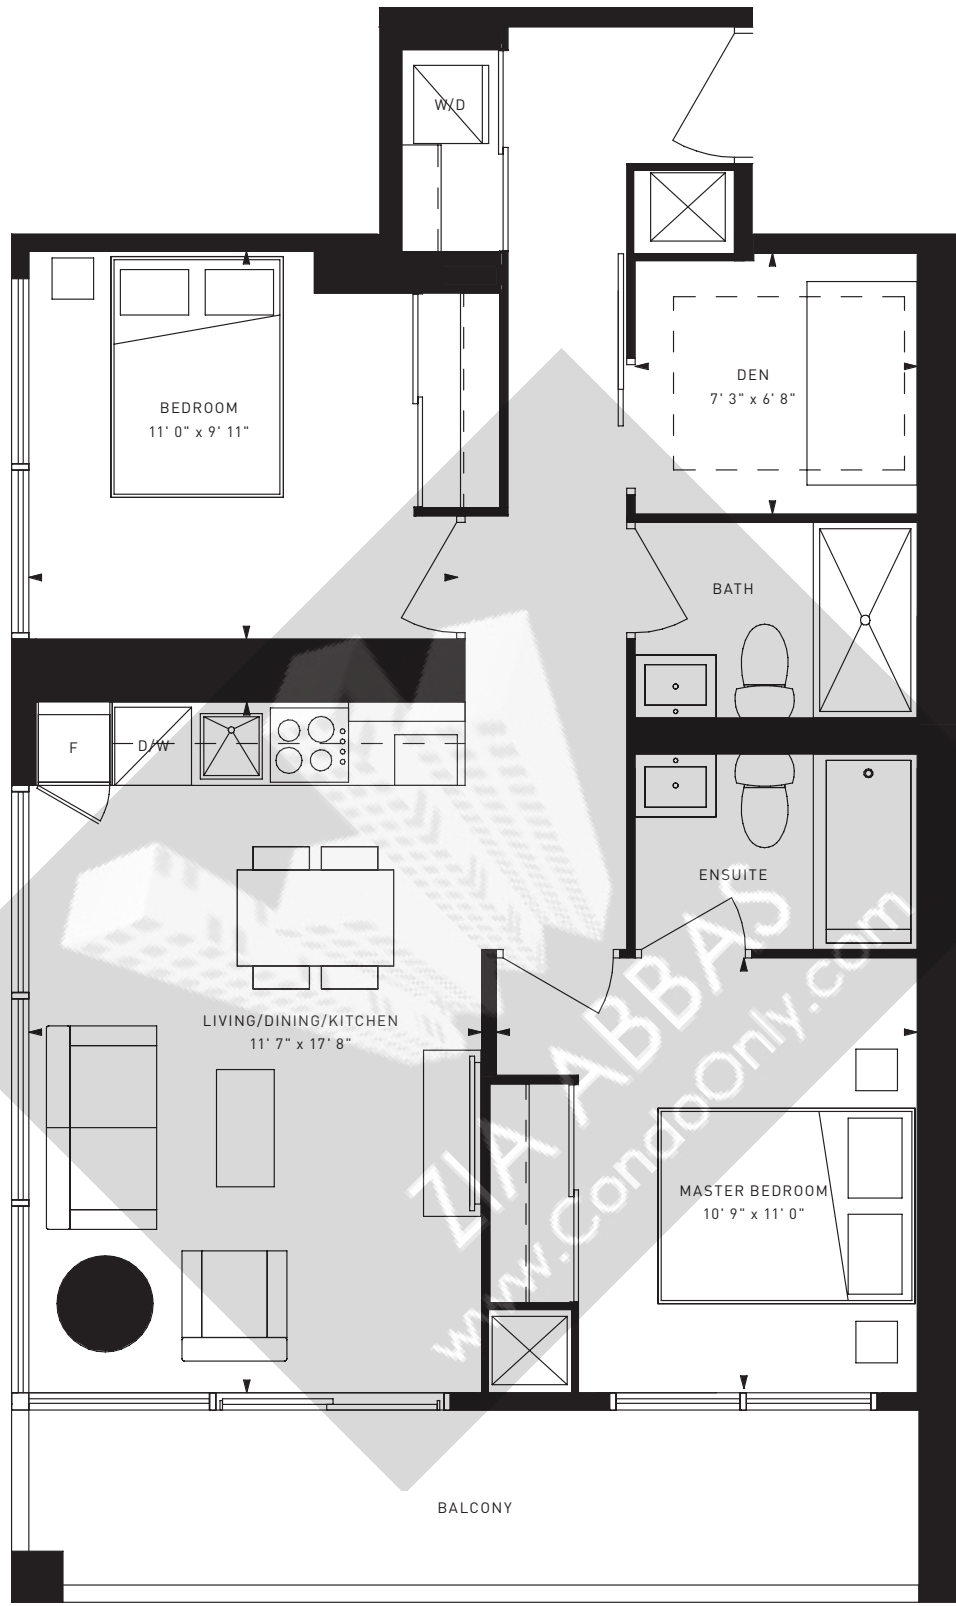 W/D
BEDROOM
11' 0" x 9' 11"
DEN
7' 3" x 6' 8"
BATH
F
D/W
ENSUITE
LIVING/DINING/KITCHEN
11' 7" x 17' 8"
MASTER BEDROOM
10' 9" x 11' 0"
ZIA ABBAS
www.CondoOnly.com
BALCONY